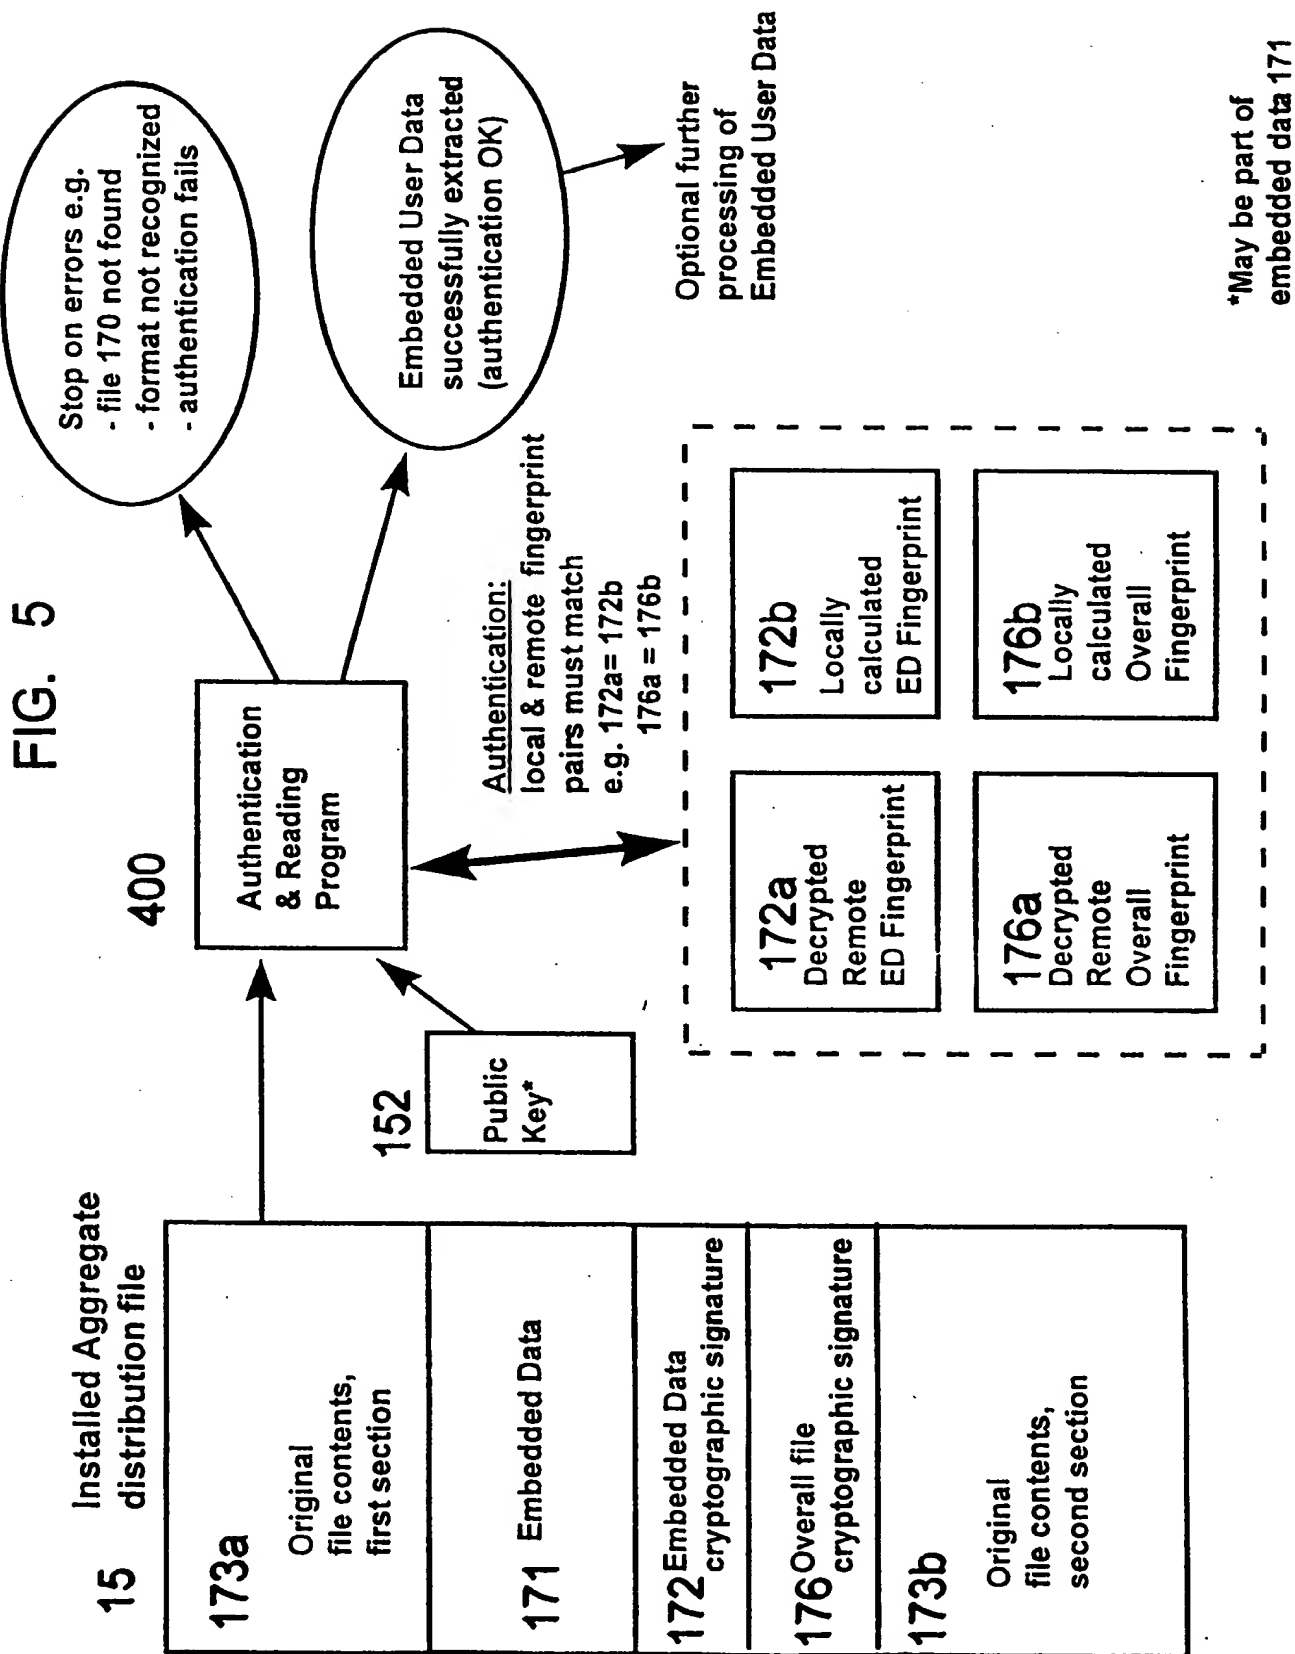 FIG. 5
15
Installed Aggregate
distribution file
173a
Original
file contents,
first section
171 Embedded Data
172 Embedded Data
cryptographic signature
176 Overall file
cryptographic signature
173b
Original
file contents,
second section
152
Public
Key*
400
Authentication
& Reading
Program
Stop on errors e.g.
- file 170 not found
- format not recognized
- authentication fails
Embedded User Data
successfully extracted
(authentication OK)
Optional further
processing of
Embedded User Data
Authentication:
local & remote fingerprint
pairs must match
e.g. 172a= 172b
176a = 176b
172a
Decrypted
Remote
ED Fingerprint
172b
Locally
calculated
ED Fingerprint
176a
Decrypted
Remote
Overall
Fingerprint
176b
Locally
calculated
Overall
Fingerprint
*May be part of
embedded data 171